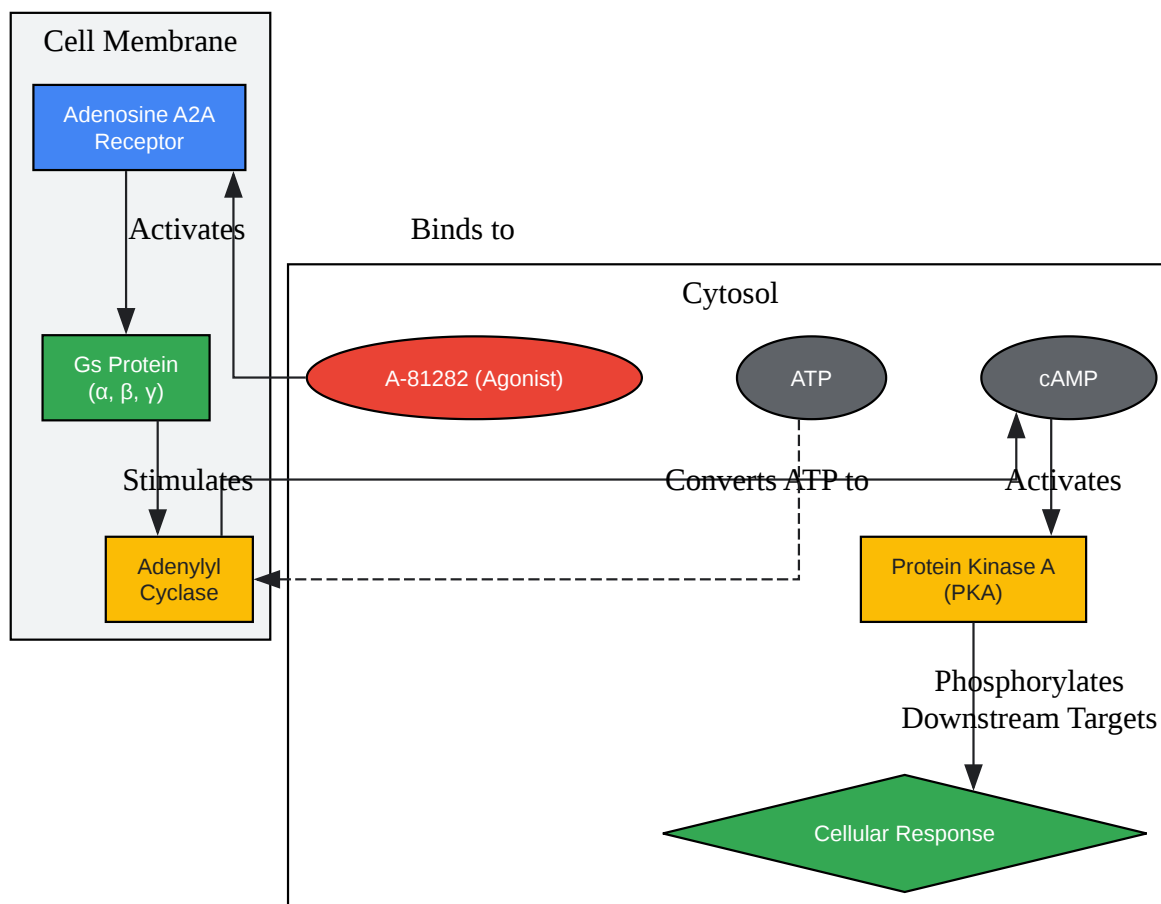 Cell Membrane
Adenosine A2A
Receptor
Activates
Binds to
Cytosol
Gs Protein
(α, β, γ)
A-81282 (Agonist)
ATP
cAMP
Stimulates
Converts ATP to
Activates
Adenylyl
Cyclase
Protein Kinase A
(PKA)
Phosphorylates
Downstream Targets
Cellular Response